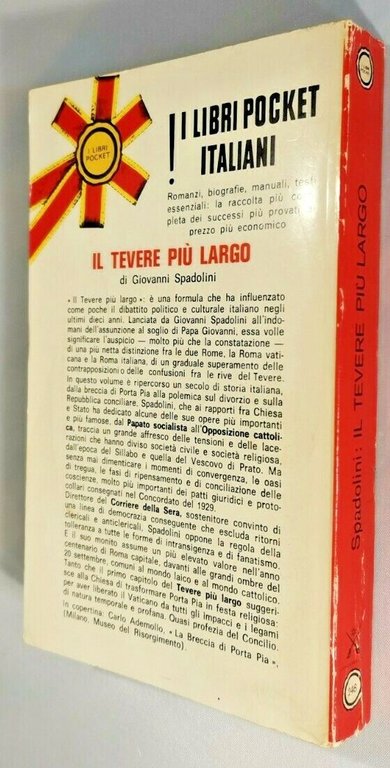 I LIBRI
POCKET
! I LIBRI POCKET
ITALIANI
Romanzi, biografie, manuali, testi
essenziali: la raccolta più com
pleta dei successi più provati
prezzo più economico
IL TEVERE PIÙ LARGO
di Giovanni Spadolini
« Il Tevere più largo »: è una formula che ha influenzato
come poche il dibattito politico e culturale italiano negli
ultimi dieci anni. Lanciata da Giovanni Spadolini all'indo-
mani dell'assunzione al soglio di Papa Giovanni, essa volle
significare l'auspicio — molto più che la constatazione —
di una più netta distinzione fra le due Rome, la Roma vati-
cana e la Roma italiana, di un graduale superamento delle
contrapposizioni o delle confusioni fra le rive del Tevere.
In questo volume è ripercorso un secolo di storia italiana,
dalla breccia di Porta Pia alla polemica sul divorzio e sulla
Repubblica conciliare. Spadolini, che ai rapporti fra Chiesa
e Stato ha dedicato alcune delle sue opere più importanti
e più famose, dal Papato socialista all'Opposizione cattoli-
ca, traccia un grande affresco delle tensioni e delle lace-
razioni che hanno diviso società civile e società religiosa,
dall'epoca del Sillabo e quella del Vescovo di Prato. Ma
senza mai dimenticare i momenti di convergenza, le oasi
di tregua, le fasi di ripensamento e di conciliazione delle
coscienze, molto più importanti dei patti giuridici e proto-
collari consegnati nel Concordato del 1929.
Direttore del Corriere della Sera, sostenitore convinto di
una linea di democrazia conseguente che escluda ritorni
clericali e anticlericali, Spadolini oppone la regola della
tolleranza a tutte le forme di intransigenza e di fanatismo.
E il suo monito assume un più elevato valore nell'anno
centenario di Roma capitale, davanti alle grandi ombre del
20 settembre, comuni al mondo laico e al mondo cattolico.
Tanto che il primo capitolo del Tevere più largo suggeri-
sce alla Chiesa di trasformare Porta Pia in festa religiosa:
per aver liberato il Vaticano da tutti gli impacci e i legami
di natura temporale e profana. Quasi profezia del Concilio.
In copertina: Carlo Ademollo, « La Breccia di Porta Pia »,
(Milano, Museo del Risorgimento).
Spadolini: IL TEVERE PIÙ LARGO